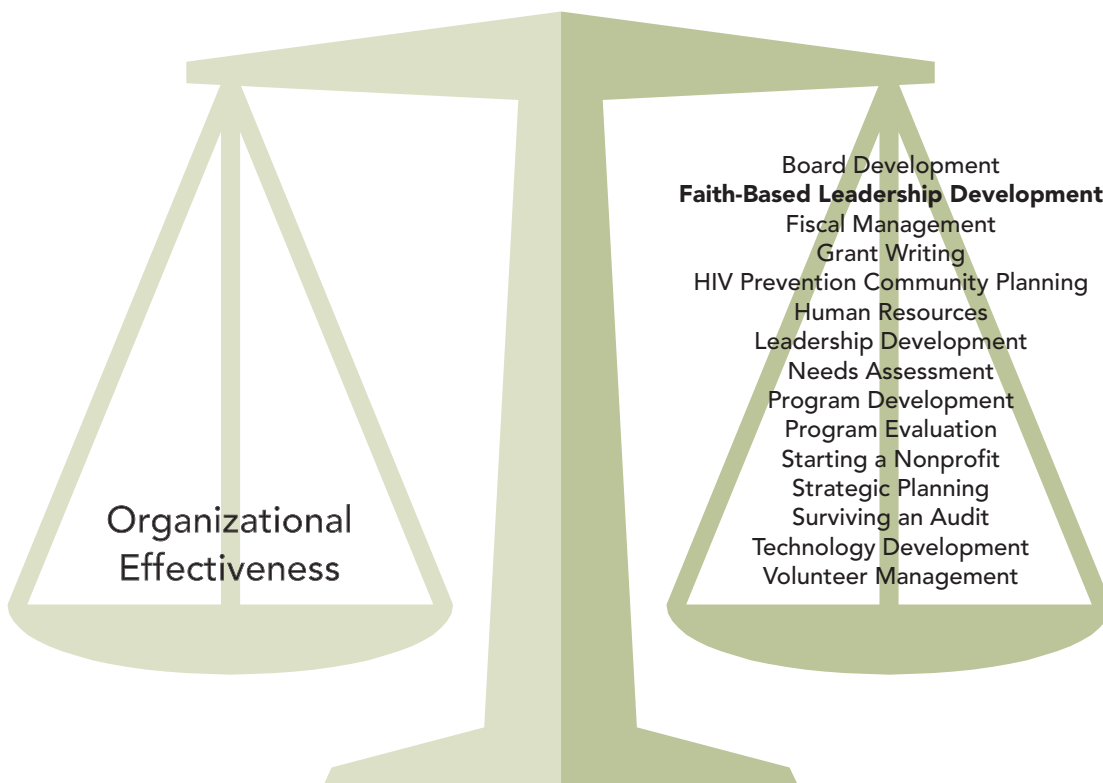 Board Development
Faith-Based Leadership Development
Fiscal Management
Grant Writing
HIV Prevention Community Planning
Human Resources
Leadership Development
Needs Assessment
Program Development
Program Evaluation
Starting a Nonprofit
Strategic Planning
Surviving an Audit
Technology Development
Volunteer Management
Organizational
Effectiveness